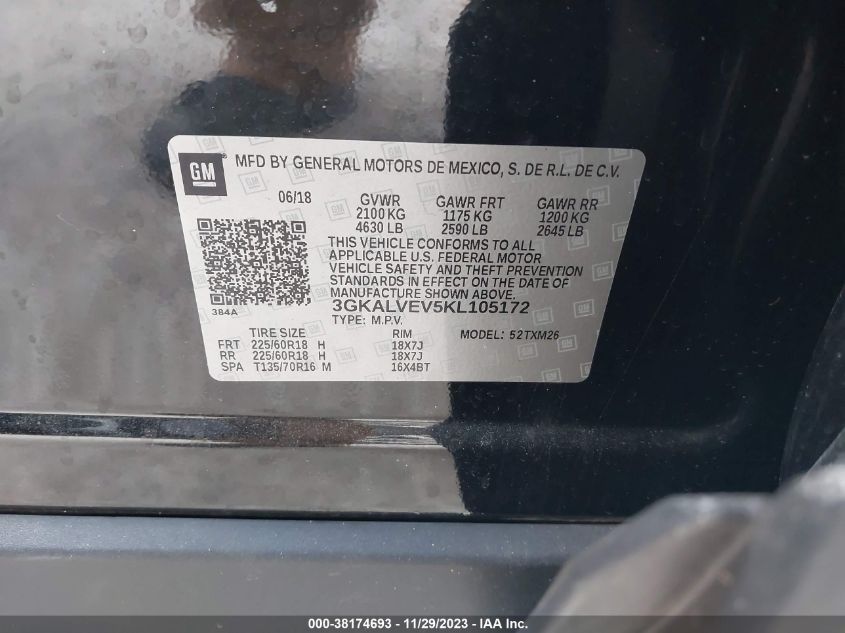 GM
MFD BY GENERAL MOTORS DE MEXICO, S. DE R.L. DE C.V.
06/18 GVWR GAWR FRT GAWR RR
2100 KG 1175 KG 1200 KG
4630 LB 2590 LB 2645 LB
THIS VEHICLE CONFORMS TO ALL
APPLICABLE U.S. FEDERAL MOTOR
VEHICLE SAFETY AND THEFT PREVENTION
STANDARDS IN EFFECT ON THE DATE OF
MANUFACTURE SHOWN ABOVE.
384A
3GKALVEV5KL105172
TYPE: M.P.V. MODEL: 52TXM26
TIRE SIZE RIM
FRT 225/60R18 H 18X7J
RR 225/60R18 H 18X7J
SPA T135/70R16 M 16X4BT
000-38174693 - 11/29/2023 - IAA Inc.